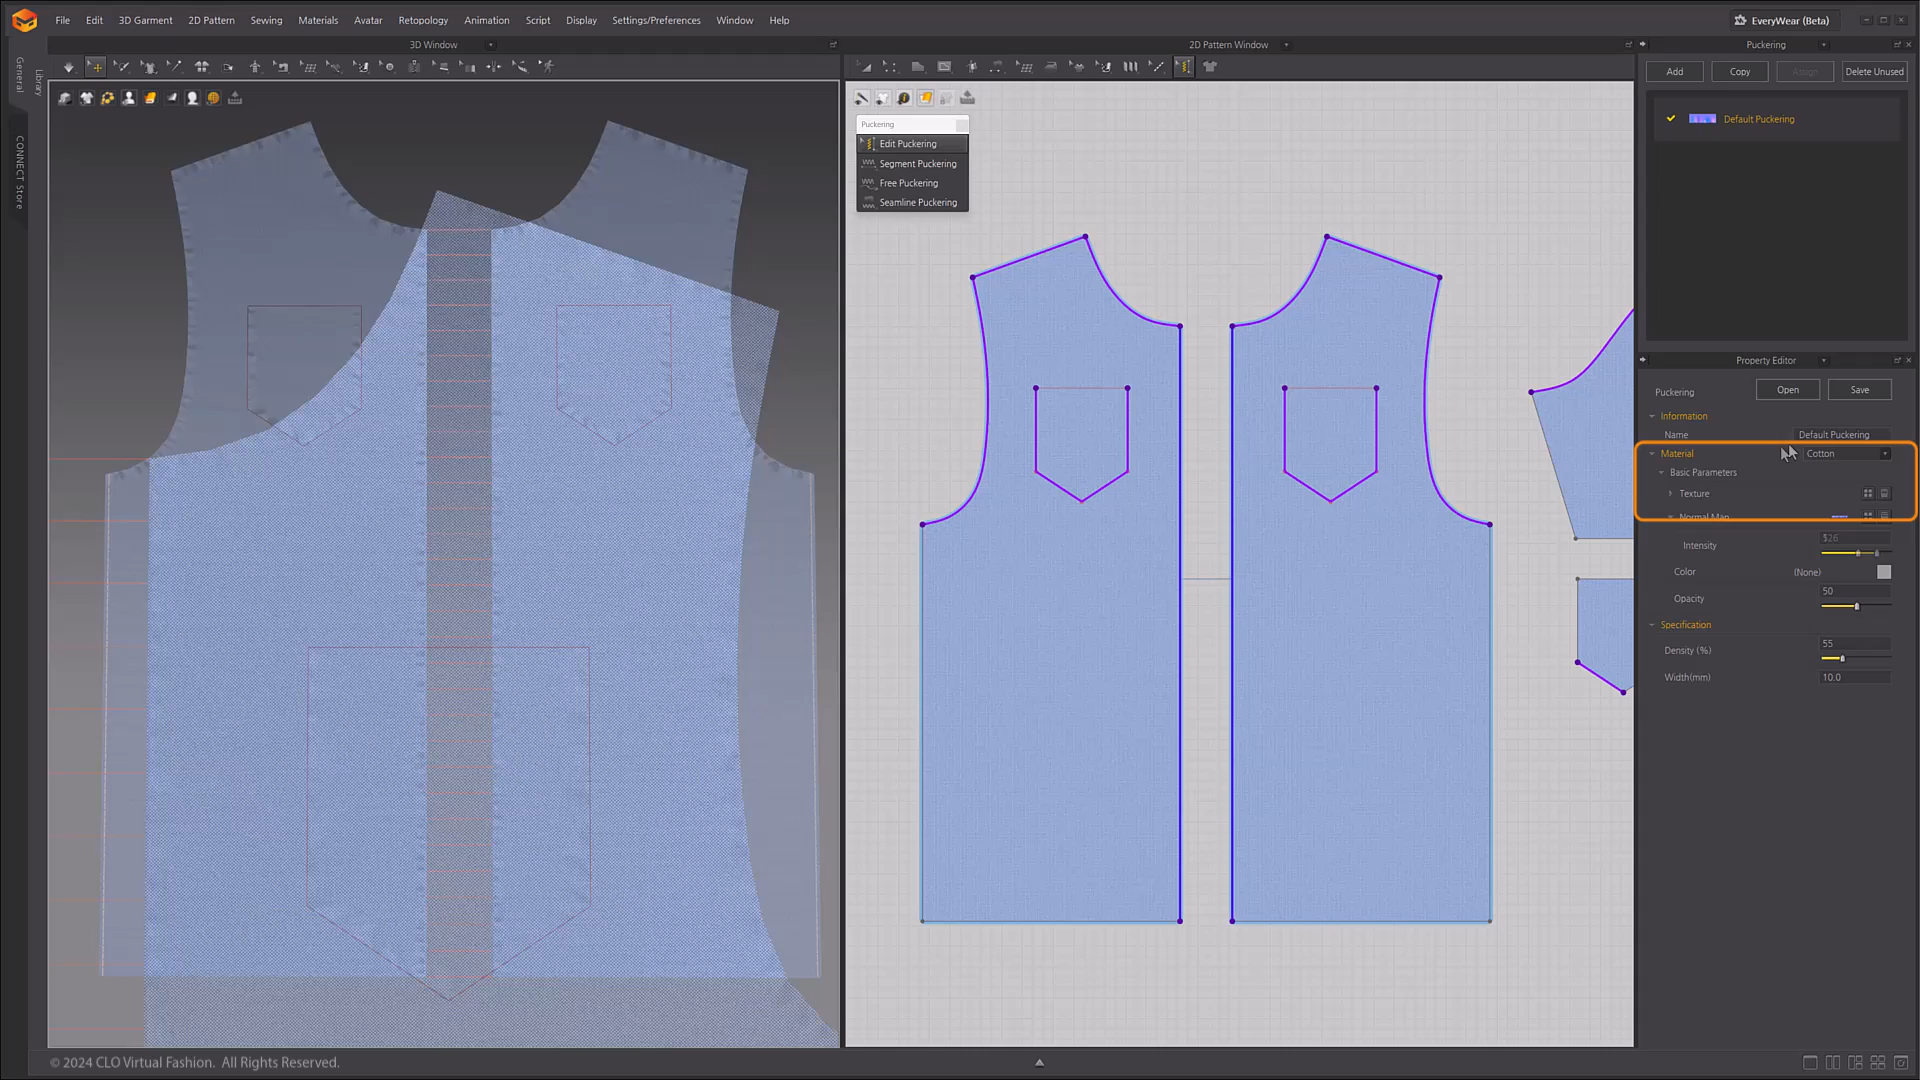 File Edit 3D Garment 2D Pattern Sewing Materials Avatar Retopology Animation Script Display Settings/Preferences Window Help EveryWear (Beta)
3D Window
2D Pattern Window
Puckering
General
Library
CONNECT Store
Add Copy Assign Delete Unused
Default Puckering
Puckering
Edit Puckering
Segment Puckering
Free Puckering
Seamline Puckering
Property Editor
Puckering Open Save
Information
Name Default Puckering
Material Cotton
Basic Parameters
Texture
Normal Map
Intensity
Color (None)
Opacity 50
Specification
Density (%) 55
Width(mm) 10.0
© 2024 CLO Virtual Fashion. All Rights Reserved.